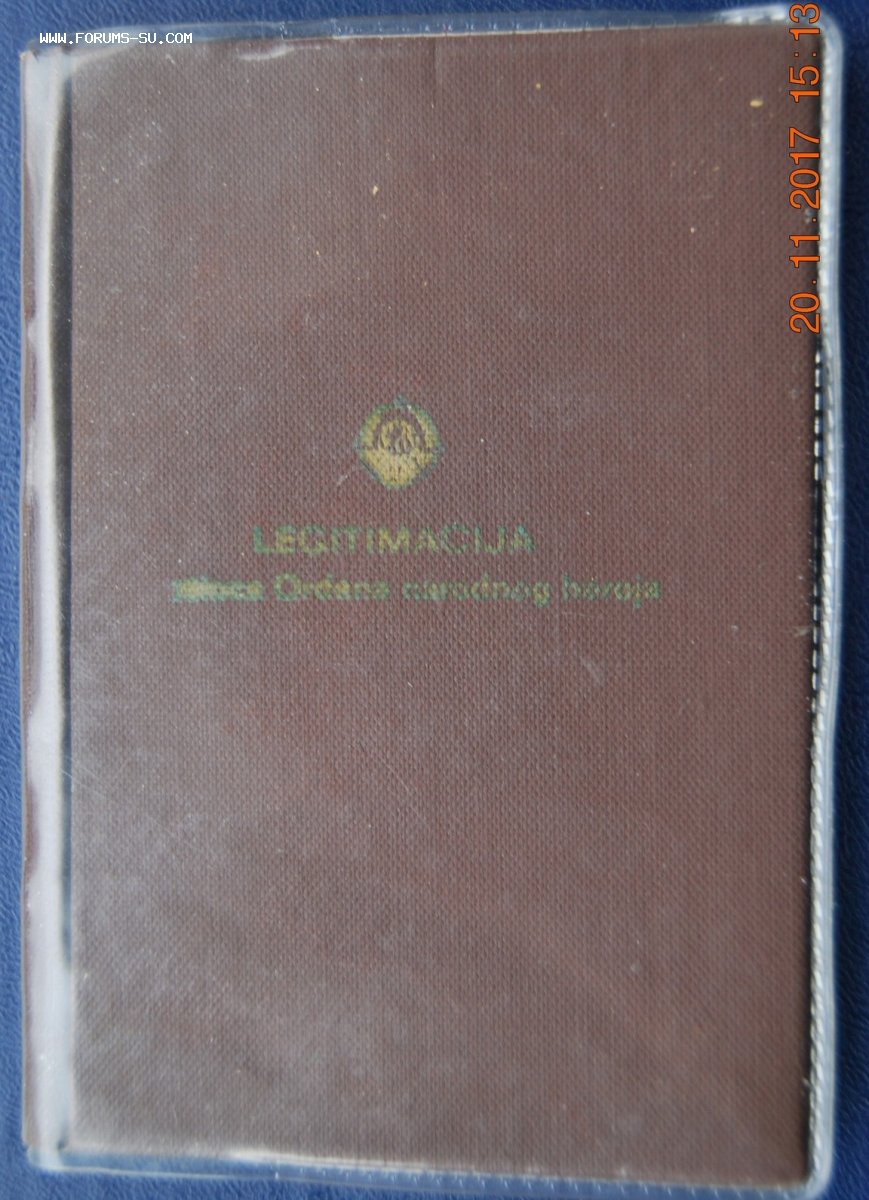 WWW.FORUMS-SU.COM
20.11.2017 15:13
LEGITIMACIJA
Ordena narodnog heroja